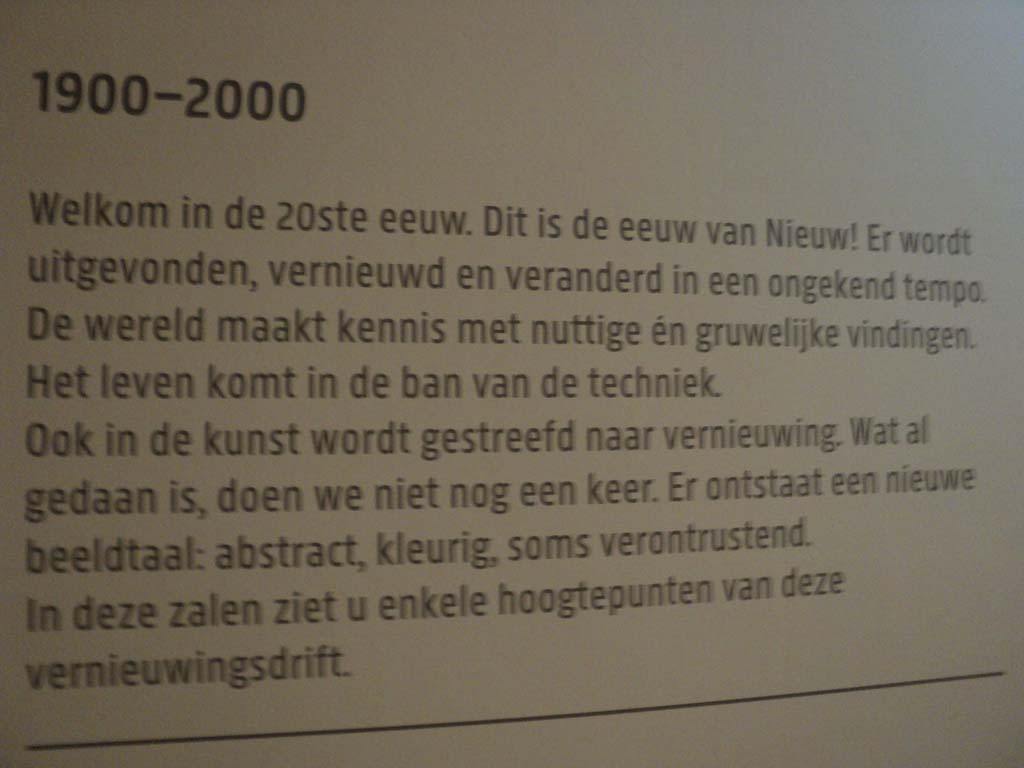 1900–2000
Welkom in de 20ste eeuw. Dit is de eeuw van Nieuw! Er wordt
uitgevonden, vernieuwd en veranderd in een ongekend tempo.
De wereld maakt kennis met nuttige én gruwelijke vindingen.
Het leven komt in de ban van de techniek.
Ook in de kunst wordt gestreefd naar vernieuwing. Wat al
gedaan is, doen we niet nog een keer. Er ontstaat een nieuwe
beeldtaal: abstract, kleurig, soms verontrustend.
In deze zalen ziet u enkele hoogtepunten van deze
vernieuwingsdrift.